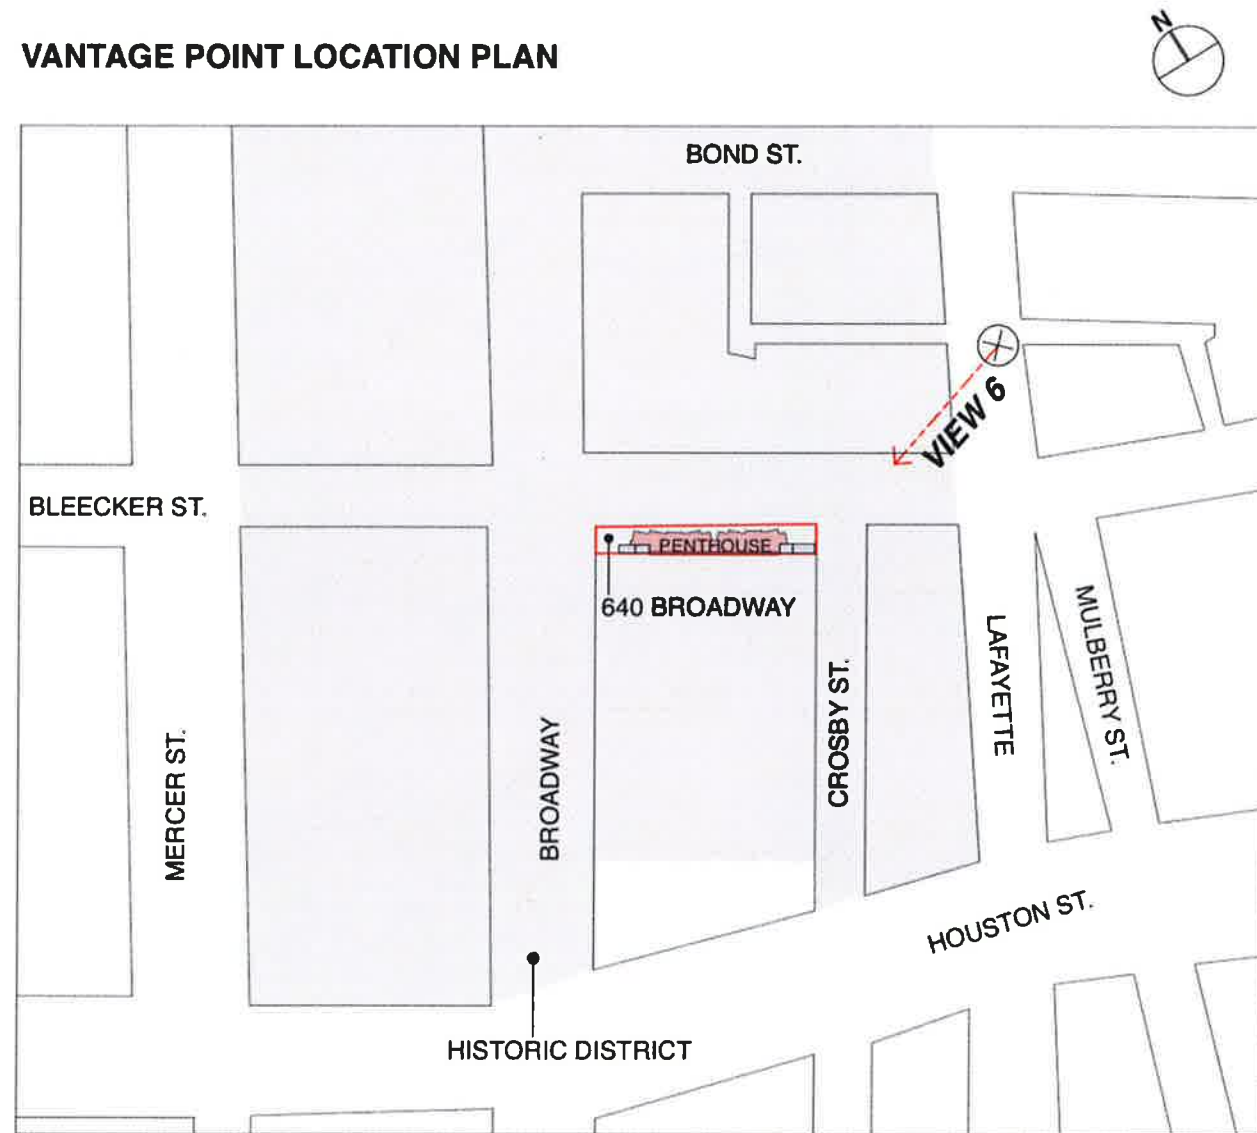 N
VANTAGE POINT LOCATION PLAN
BOND ST.
VIEW 6
BLEECKER ST.
PENTHOUSE
640 BROADWAY
MERCER ST.
BROADWAY
CROSBY ST.
LAFAYETTE
MULBERRY ST.
HOUSTON ST.
HISTORIC DISTRICT